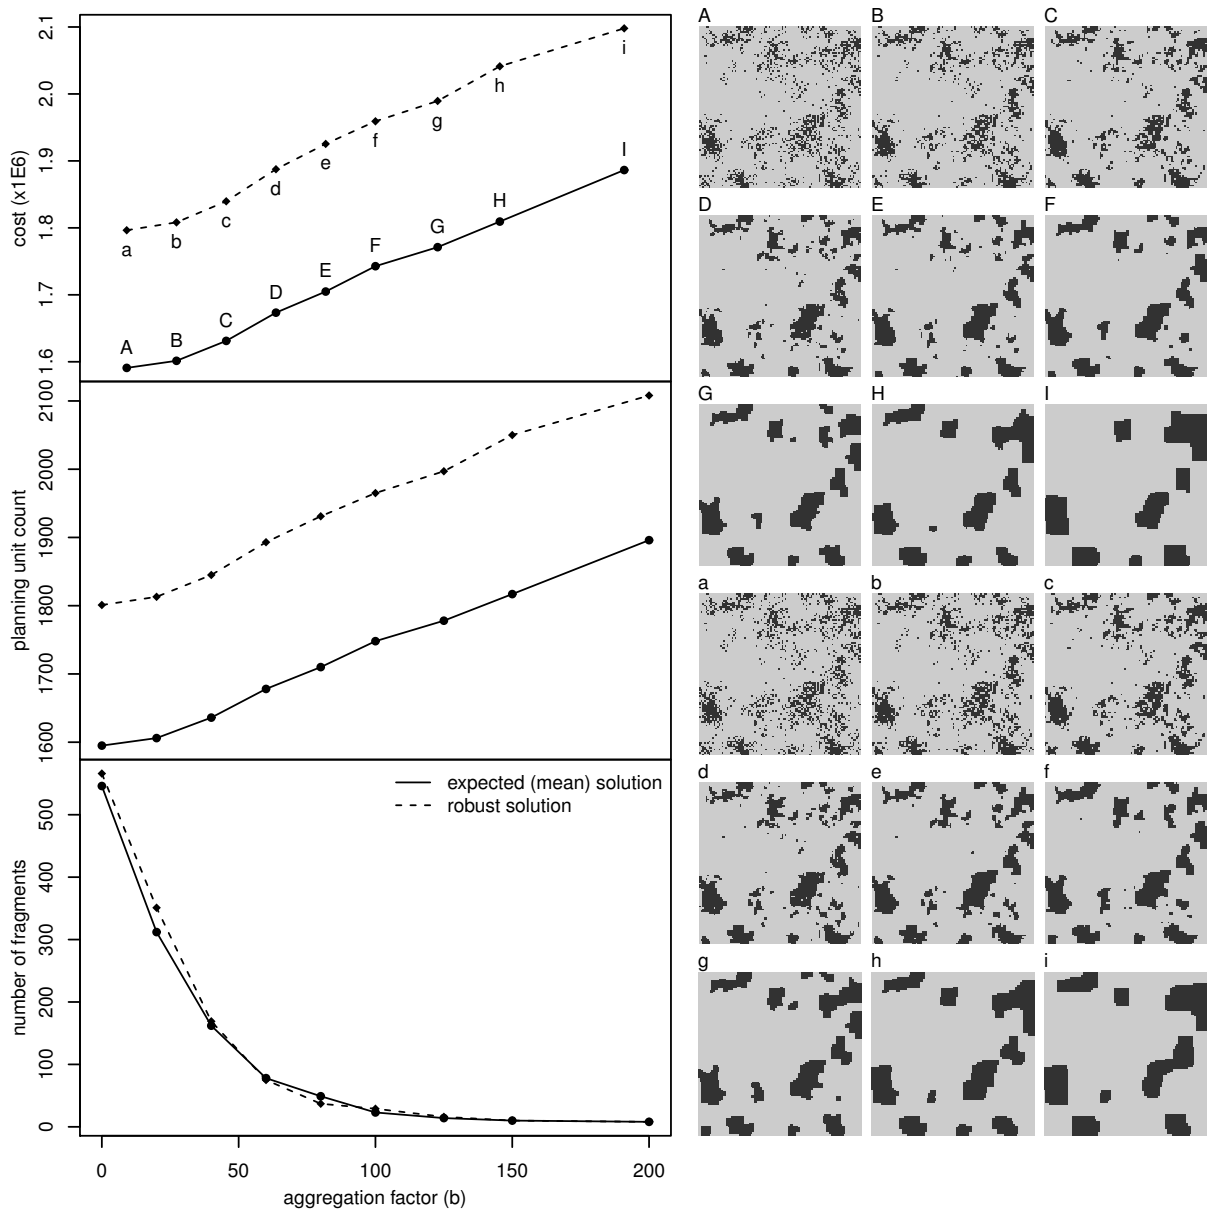 2.1
2.0
1.9
1.8
1.7
1.6
cost (x1E6)
a
b
c
d
e
f
g
h
i
A
B
C
D
E
F
G
H
I
2100
2000
1900
1800
1700
1600
planning unit count
expected (mean) solution
robust solution
500
400
300
200
100
0
number of fragments
0 50 100 150 200
aggregation factor (b)
A B C
D E F
G H I
a b c
d e f
g h i